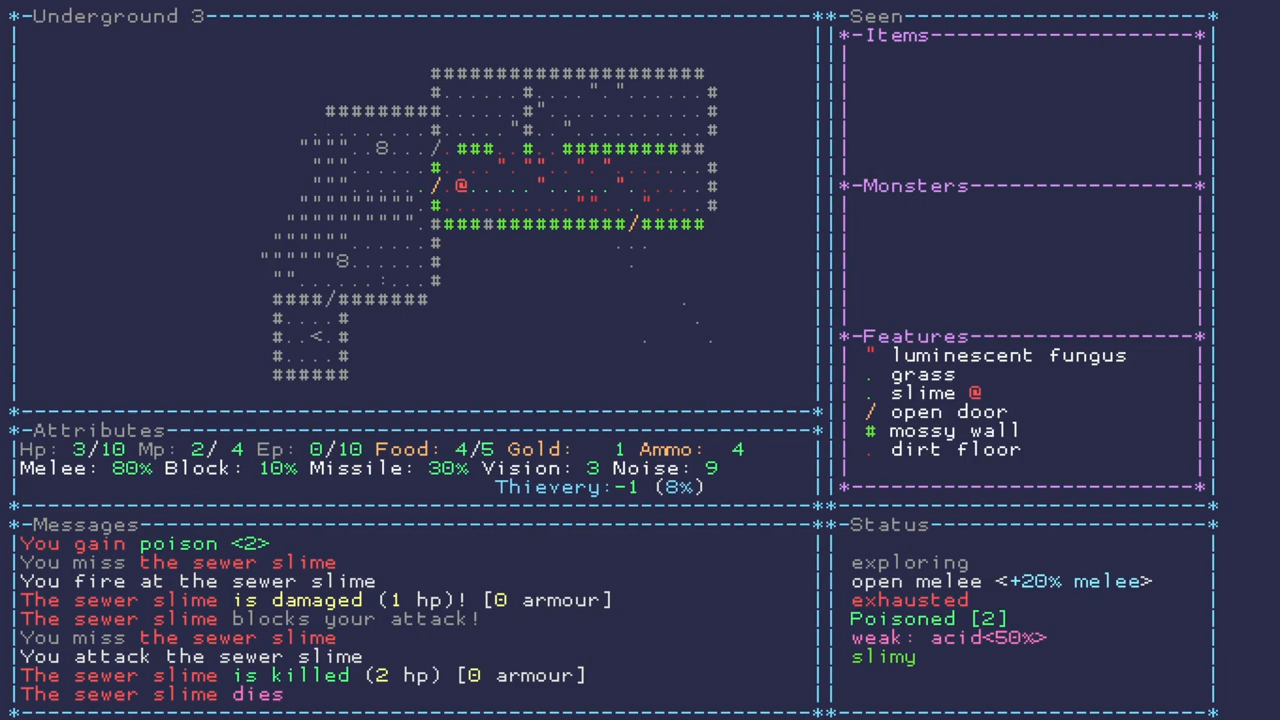 Underground 3
Seen
Items
Monsters
Features
" luminescent fungus
. grass
. slime @
/ open door
# mossy wall
. dirt floor
Attributes
Hp: 3/10 Mp: 2/ 4 Ep: 0/10 Food: 4/5 Gold: 1 Ammo: 4
Melee: 80% Block: 10% Missile: 30% Vision: 3 Noise: 9
Thievery:-1 (8%)
Messages
You gain poison <2>
You miss the sewer slime
You fire at the sewer slime
The sewer slime is damaged (1 hp)! [0 armour]
The sewer slime blocks your attack!
You miss the sewer slime
You attack the sewer slime
The sewer slime is killed (2 hp) [0 armour]
The sewer slime dies
Status
exploring
open melee <+20% melee>
exhausted
Poisoned [2]
weak: acid<50%>
slimy